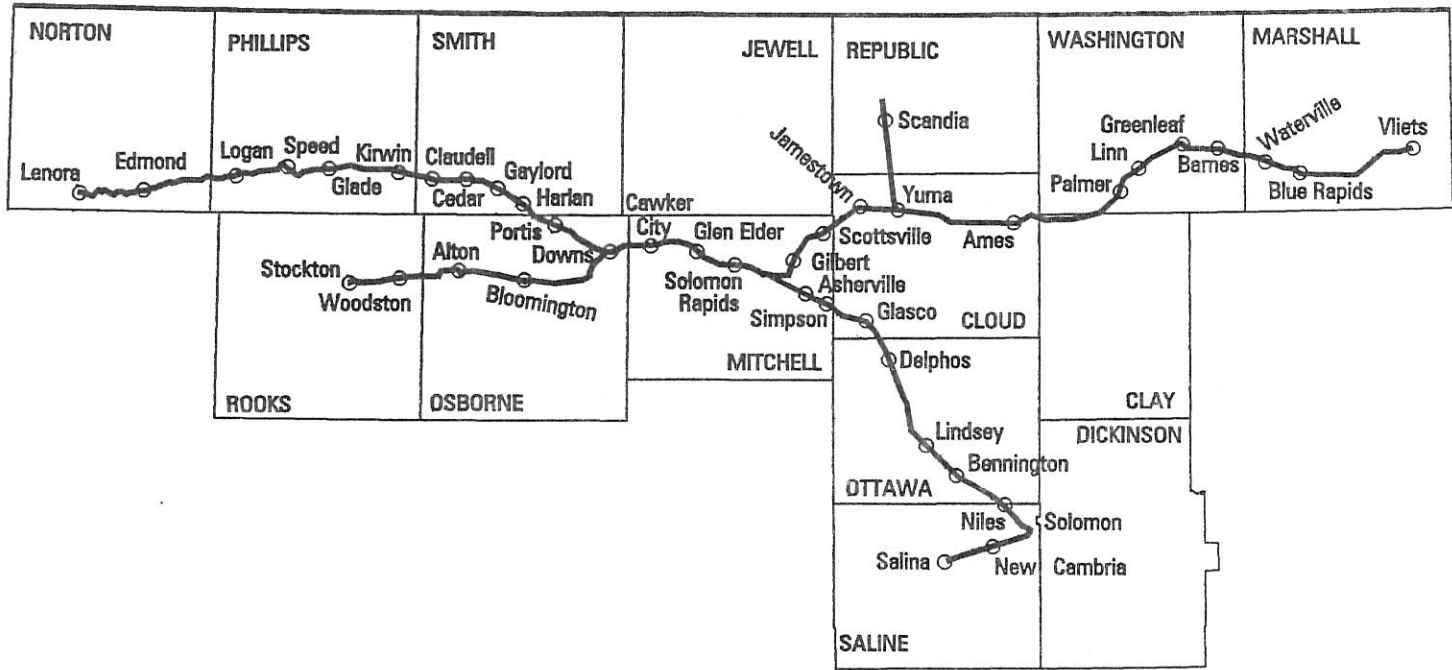 NORTON
PHILLIPS
SMITH
JEWELL
REPUBLIC
WASHINGTON
MARSHALL
Lenora
Edmond
Logan
Speed
Glade
Kirwin
Claudell
Cedar
Gaylord
Harlan
Portis
Downs
Stockton
Woodston
Alton
Bloomington
Cawker
City
Glen Elder
Solomon
Rapids
Gilbert
Asherville
Simpson
Scottsville
Jamestown
Scandia
Yuma
Ames
Palmer
Linn
Greenleaf
Barnes
Waterville
Blue Rapids
Vliets
Glasco
CLOUD
Delphos
MITCHELL
ROOKS
OSBORNE
CLAY
DICKINSON
Lindsey
Bennington
OTTAWA
Niles
Solomon
Salina
New Cambria
SALINE